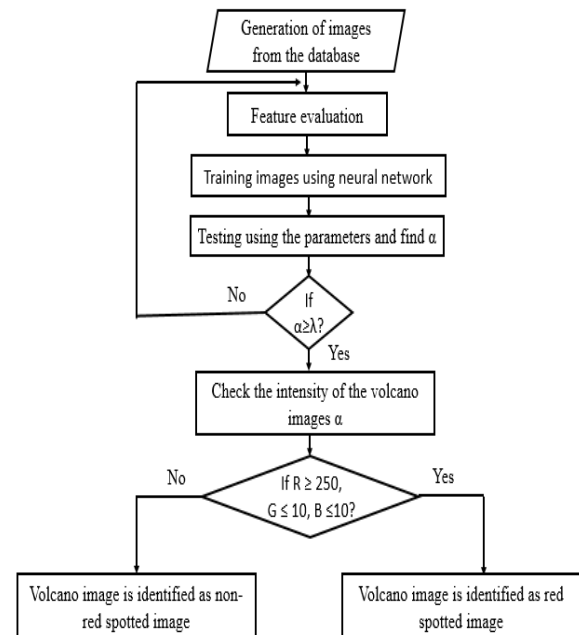 Generation of images
from the database
Feature evaluation
Training images using neural network
Testing using the parameters and find α
No
If
α≥λ?
Yes
Check the intensity of the volcano
images α
No
If R ≥ 250,
G ≤ 10, B ≤10?
Yes
Volcano image is identified as non-
red spotted image
Volcano image is identified as red
spotted image